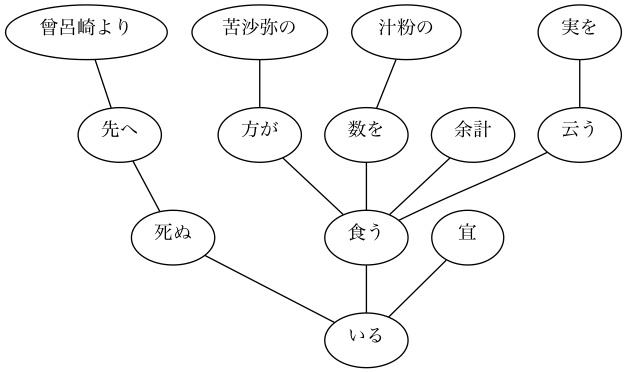 曾呂崎より
苦沙弥の
汁粉の
実を
先へ
方が
数を
余計
云う
死ぬ
食う
宜
いる